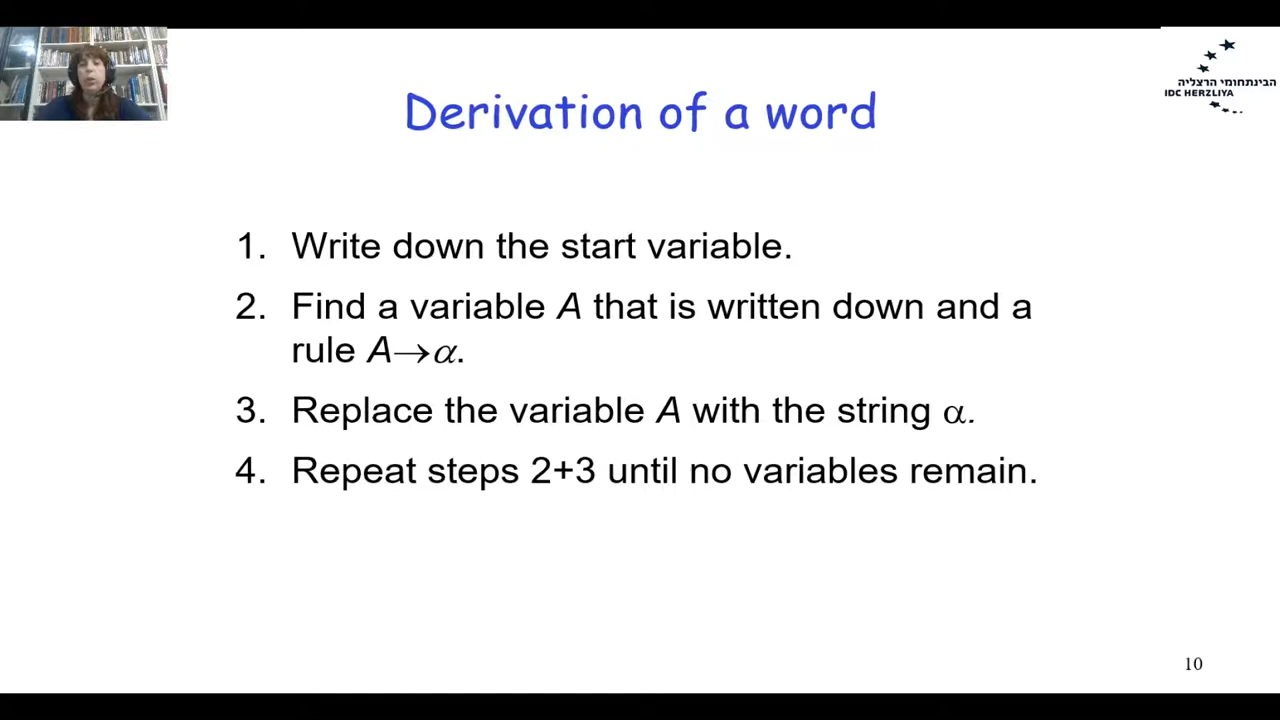 הבינתחומי הרצליה
IDC HERZLIYA
Derivation of a word
1. Write down the start variable.
2. Find a variable A that is written down and a
rule A→α.
3. Replace the variable A with the string α.
4. Repeat steps 2+3 until no variables remain.
10